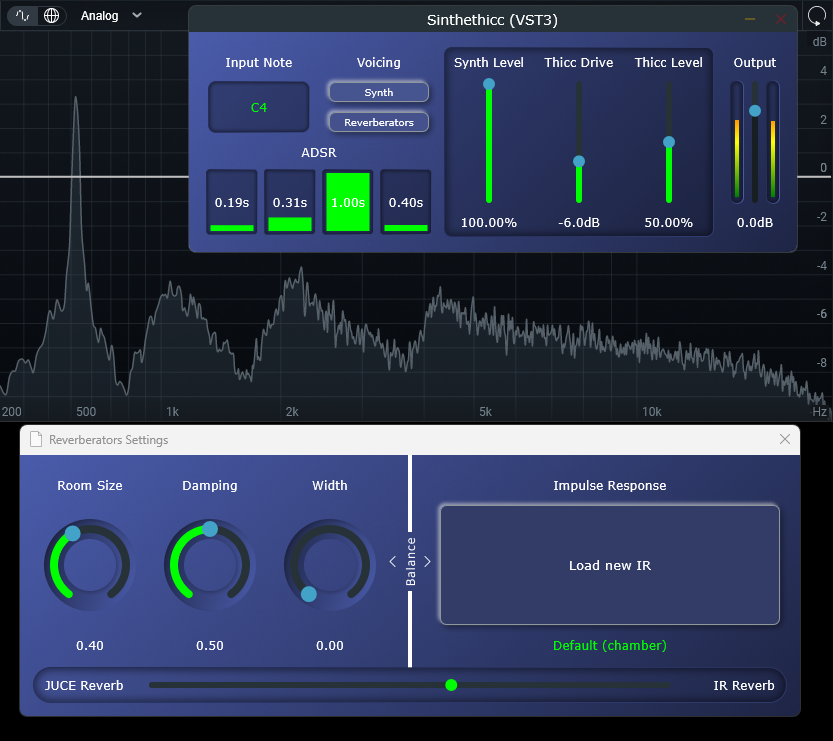 Analog
Sinthethicc (VST3)
dB
Input Note
Voicing
Synth Level
Thicc Drive
Thicc Level
Output
4
C4
Synth
Reverberators
2
ADSR
0
0.19s
0.31s
1.00s
0.40s
100.00%
-6.0dB
50.00%
0.0dB
-2
-4
-6
-8
200
500
1k
2k
5k
10k
Hz
Reverberators Settings
Room Size
Damping
Width
Impulse Response
Balance
Load new IR
0.40
0.50
0.00
Default (chamber)
JUCE Reverb
IR Reverb